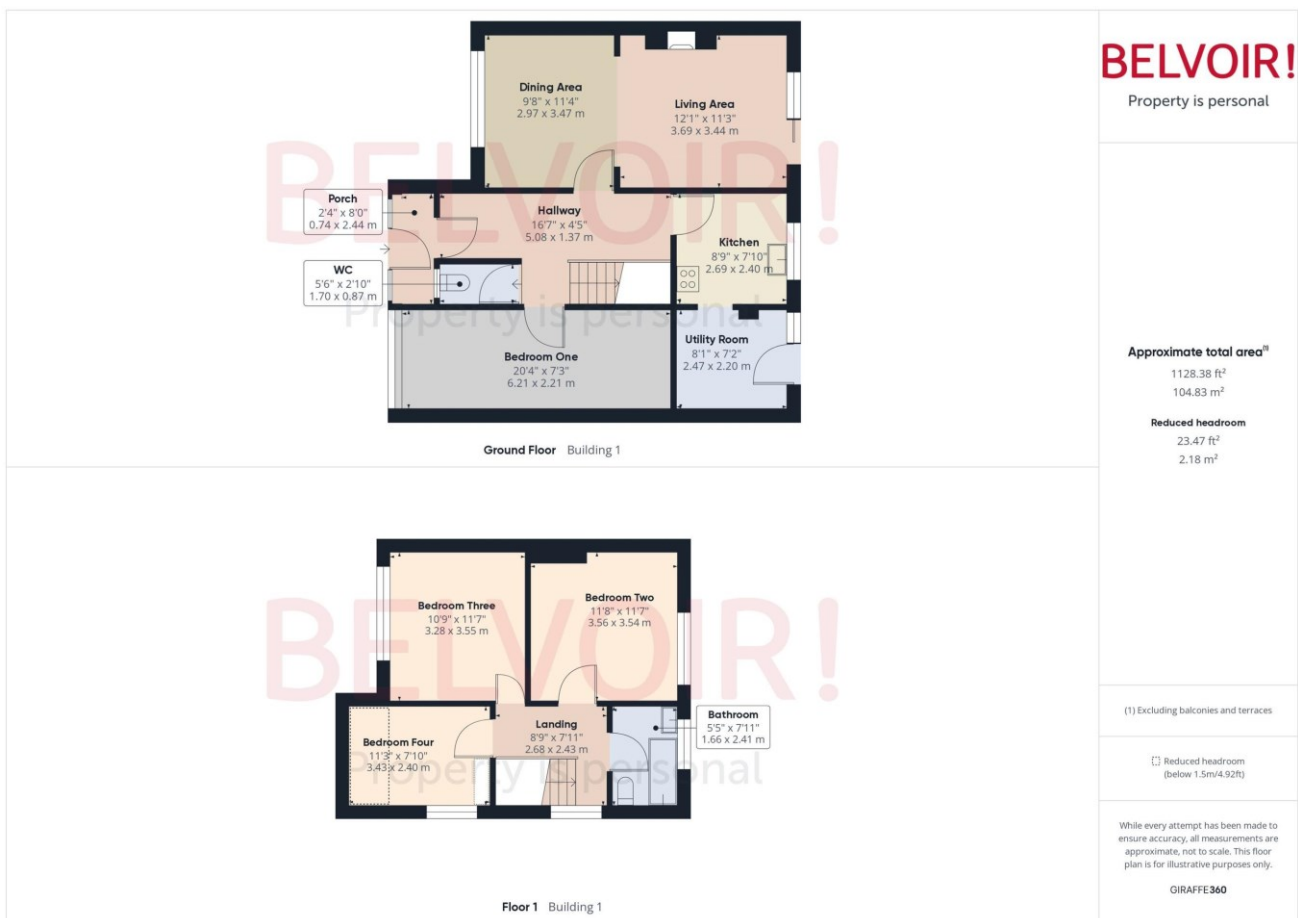 Dining Area
9'8" x 11'4"
2.97 x 3.47 m
Living Area
12'1" x 11'3"
3.69 x 3.44 m
Porch
2'4" x 8'0"
0.74 x 2.44 m
Hallway
16'7" x 4'5"
5.08 x 1.37 m
Kitchen
8'9" x 7'10"
2.69 x 2.40 m
WC
5'6" x 2'10"
1.70 x 0.87 m
Bedroom One
20'4" x 7'3"
6.21 x 2.21 m
Utility Room
8'1" x 7'2"
2.47 x 2.20 m
BELVOIR!
Property is personal
Ground Floor Building 1
Bedroom Three
10'9" x 11'7"
3.28 x 3.55 m
Bedroom Two
11'8" x 11'7"
3.56 x 3.54 m
Landing
8'9" x 7'11"
2.68 x 2.43 m
Bathroom
5'5" x 7'11"
1.66 x 2.41 m
Bedroom Four
11'3" x 7'10"
3.43 x 2.40 m
BELVOIR!
Property is personal
Floor 1 Building 1
BELVOIR!
Property is personal
Approximate total area(1)
1128.38 ft²
104.83 m²
Reduced headroom
23.47 ft²
2.18 m²
(1) Excluding balconies and terraces
Reduced headroom
(below 1.5m/4.92ft)
While every attempt has been made to
ensure accuracy, all measurements are
approximate, not to scale. This floor
plan is for illustrative purposes only.
GIRAFFE360